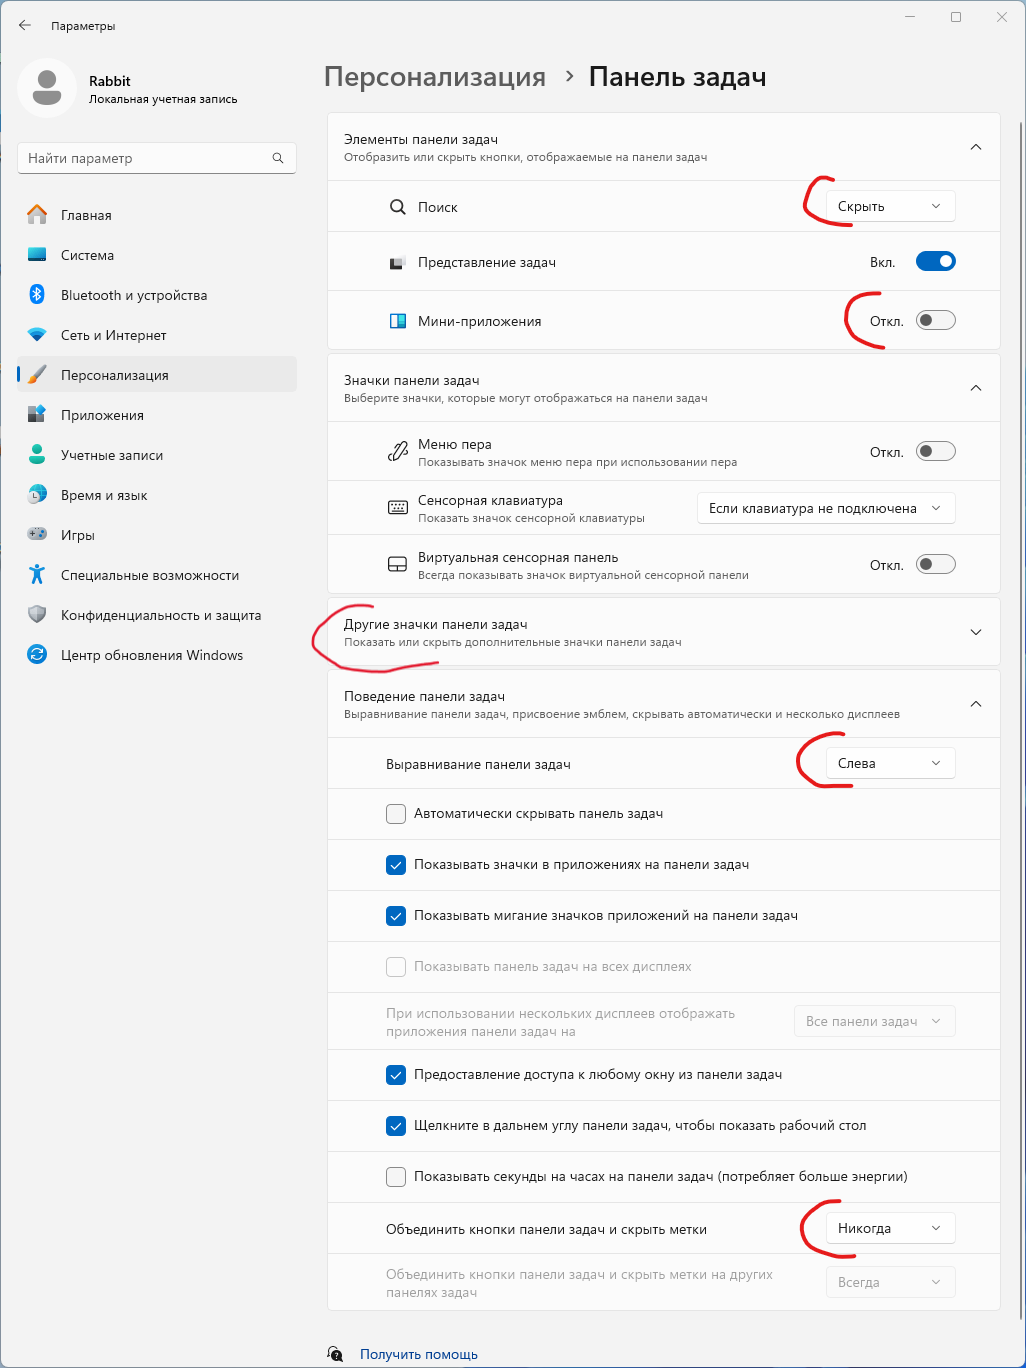 Параметры
Rabbit
Локальная учетная запись
Найти параметр
Главная
Система
Bluetooth и устройства
Сеть и Интернет
Персонализация
Приложения
Учетные записи
Время и язык
Игры
Специальные возможности
Конфиденциальность и защита
Центр обновления Windows
Персонализация › Панель задач
Элементы панели задач
Отобразить или скрыть кнопки, отображаемые на панели задач
Поиск
Скрыть
Представление задач
Вкл.
Мини-приложения
Откл.
Значки панели задач
Выберите значки, которые могут отображаться на панели задач
Меню пера
Показывать значок меню пера при использовании пера
Откл.
Сенсорная клавиатура
Показать значок сенсорной клавиатуры
Если клавиатура не подключена
Виртуальная сенсорная панель
Всегда показывать значок виртуальной сенсорной панели
Откл.
Другие значки панели задач
Показать или скрыть дополнительные значки панели задач
Поведение панели задач
Выравнивание панели задач, присвоение эмблем, скрывать автоматически и несколько дисплеев
Выравнивание панели задач
Слева
Автоматически скрывать панель задач
Показывать значки в приложениях на панели задач
Показывать мигание значков приложений на панели задач
Показывать панель задач на всех дисплеях
При использовании нескольких дисплеев отображать
приложения панели задач на
Все панели задач
Предоставление доступа к любому окну из панели задач
Щелкните в дальнем углу панели задач, чтобы показать рабочий стол
Показывать секунды на часах на панели задач (потребляет больше энергии)
Объединить кнопки панели задач и скрыть метки
Никогда
Объединить кнопки панели задач и скрыть метки на других
панелях задач
Всегда
Получить помощь